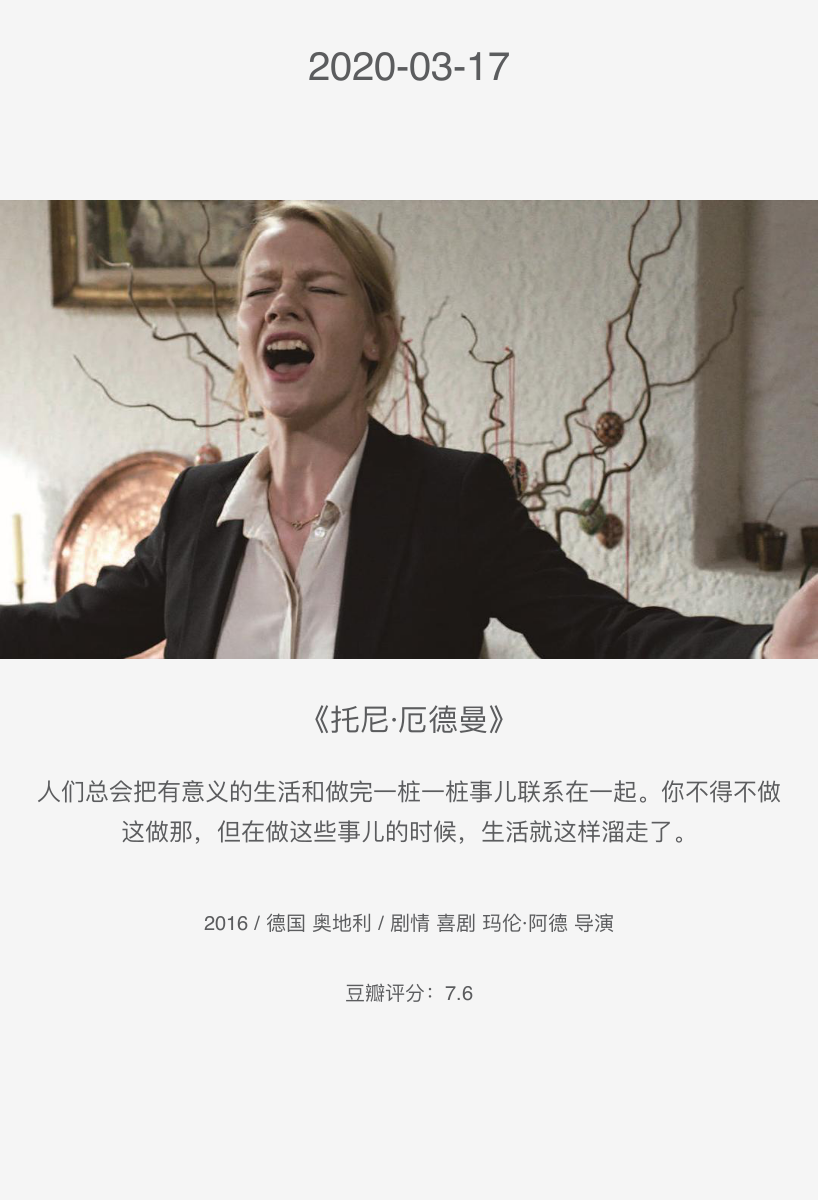 2020-03-17
《托尼·厄德曼》
人们总会把有意义的生活和做完一桩一桩事儿联系在一起。你不得不做
这做那，但在做这些事儿的时候，生活就这样溜走了。
2016 / 德国 奥地利 / 剧情 喜剧 玛伦·阿德 导演
豆瓣评分：7.6